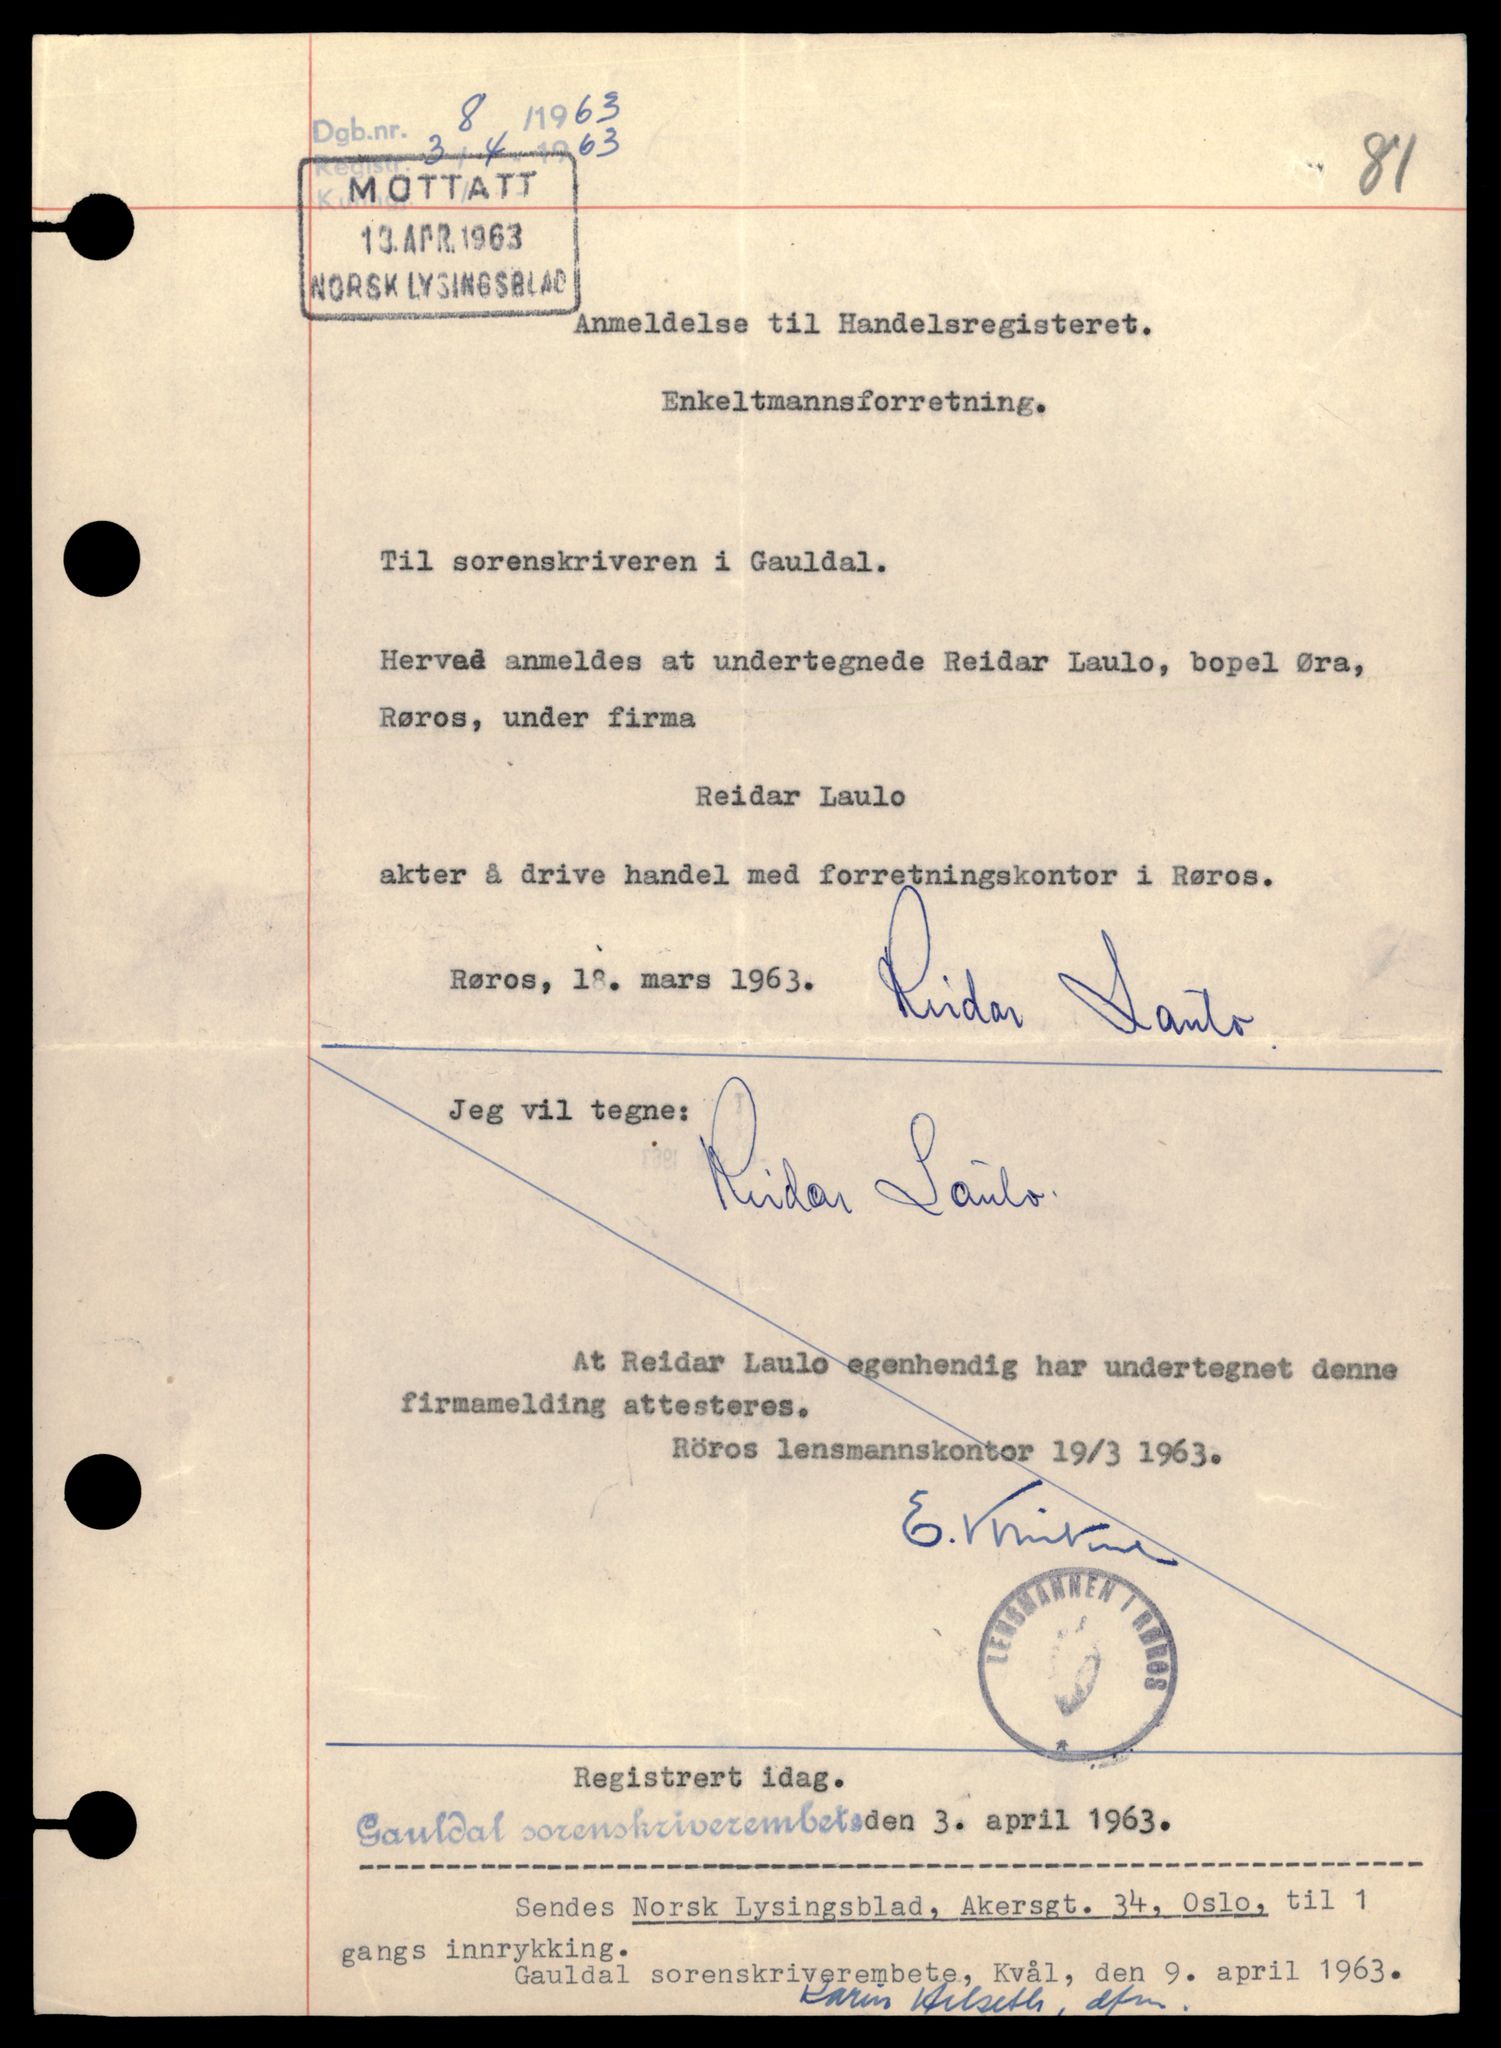 Dgb.nr. 8 /1963
Registr. 3/4 1963
81
MOTTATT
13. APR. 1963
NORSK LYSINGSBLAD
Anmeldelse til Handelsregisteret.
Enkeltmannsforretning.
Til sorenskriveren i Gauldal.
Herved anmeldes at undertegnede Reidar Laulo, bopel Øra,
Røros, under firma
Reidar Laulo
akter å drive handel med forretningskontor i Røros.
Røros, 18. mars 1963. Reidar Laulo
Jeg vil tegne:
Reidar Laulo.
At Reidar Laulo egenhendig har undertegnet denne
firmamelding attesteres.
Röros lensmannskontor 19/3 1963.
E.
LENSMANNEN I RØROS
Registrert idag.
Gauldal sorenskriverembete den 3. april 1963.
Sendes Norsk Lysingsblad, Akersgt. 34, Oslo, til 1
gangs innrykking.
Gauldal sorenskriverembete, Kvål, den 9. april 1963.
Karin Hilseth, dfm.